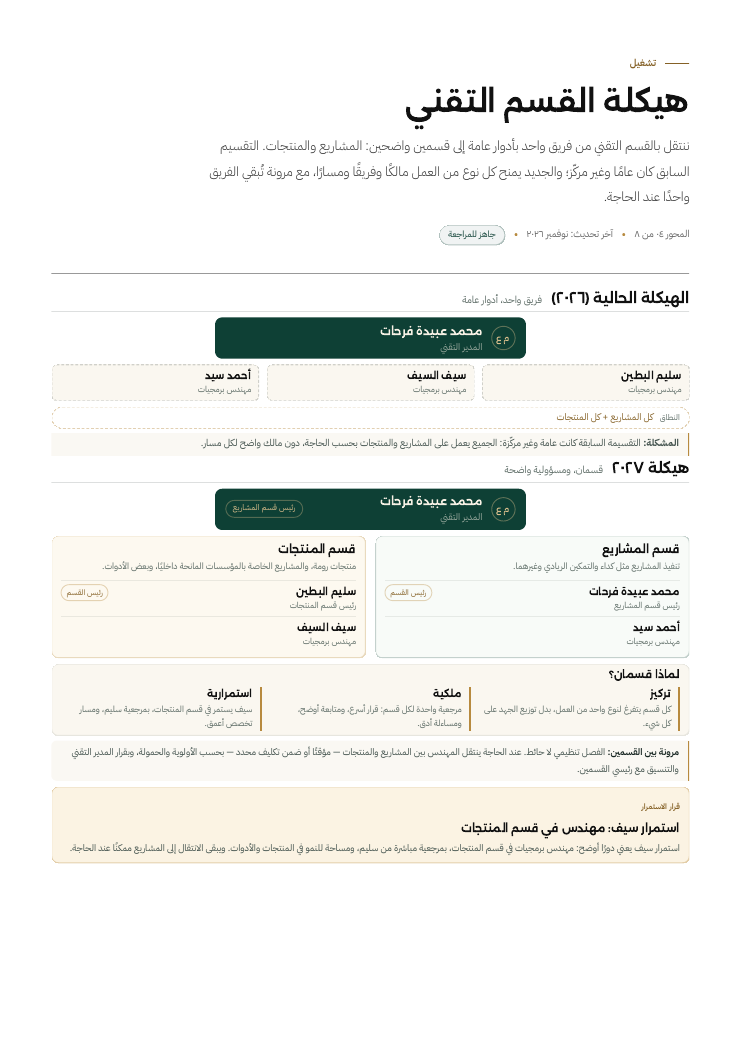 تشغيل
هيكلة القسم التقني
ننتقل بالقسم التقني من فريق واحد بأدوار عامة إلى قسمين واضحين: المشاريع والمنتجات. التقسيم
السابق كان عامًا وغير مركّز؛ والجديد يمنح كل نوع من العمل مالكًا وفريقًا ومسارًا، مع مرونة تُبقي الفريق
واحدًا عند الحاجة.
المحور ٠٤ من ٨ • آخر تحديث: نوفمبر ٢٠٢٦ • جاهز للمراجعة
الهيكلة الحالية (٢٠٢٦) فريق واحد، أدوار عامة
م ع محمد عبيدة فرحات
المدير التقني
سليم البطين
مهندس برمجيات
سيف السيف
مهندس برمجيات
أحمد سيد
مهندس برمجيات
النطاق كل المشاريع + كل المنتجات
المشكلة: التقسيمة السابقة كانت عامة وغير مركّزة: الجميع يعمل على المشاريع والمنتجات بحسب الحاجة، دون مالك واضح لكل مسار.
هيكلة ٢٠٢٧ قسمان، ومسؤولية واضحة
م ع محمد عبيدة فرحات رئيس قسم المشاريع
المدير التقني
قسم المشاريع
تنفيذ المشاريع مثل كداء والتمكين الريادي وغيرهما.
محمد عبيدة فرحات رئيس القسم
رئيس قسم المشاريع
أحمد سيد
مهندس برمجيات
قسم المنتجات
منتجات رومة، والمشاريع الخاصة بالمؤسسات المانحة داخليًا، وبعض الأدوات.
سليم البطين رئيس القسم
رئيس قسم المنتجات
سيف السيف
مهندس برمجيات
لماذا قسمان؟
تركيز
كل قسم يتفرغ لنوع واحد من العمل، بدل توزيع الجهد على
كل شيء.
ملكية
مرجعية واحدة لكل قسم: قرار أسرع، ومتابعة أوضح،
ومساءلة أدق.
استمرارية
سيف يستمر في قسم المنتجات، بمرجعية سليم، ومسار
تخصص أعمق.
مرونة بين القسمين: الفصل تنظيمي لا حائط. عند الحاجة ينتقل المهندس بين المشاريع والمنتجات — مؤقتًا أو ضمن تكليف محدد — بحسب الأولوية والحمولة، وبقرار المدير التقني
والتنسيق مع رئيسي القسمين.
قرار الاستمرار
استمرار سيف: مهندس في قسم المنتجات
استمرار سيف يعني دورًا أوضح: مهندس برمجيات في قسم المنتجات، بمرجعية مباشرة من سليم، ومساحة للنمو في المنتجات والأدوات. ويبقى الانتقال إلى المشاريع ممكنًا عند الحاجة.